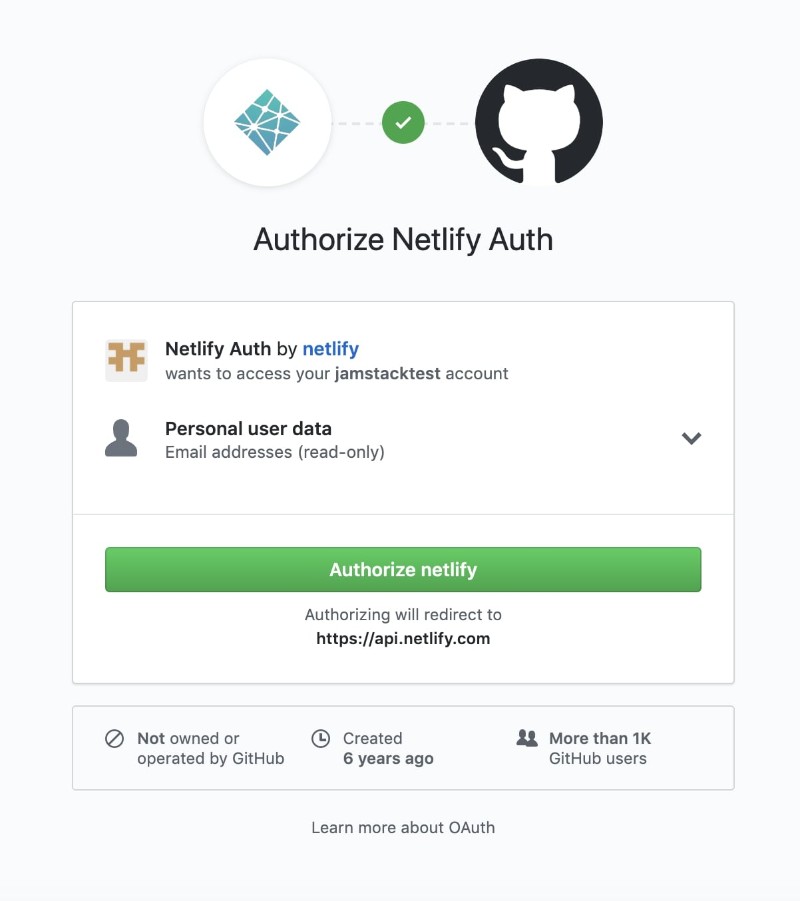 Authorize Netlify Auth
Netlify Auth by netlify
wants to access your jamstacktest account
Personal user data
Email addresses (read-only)
Authorize netlify
Authorizing will redirect to
https://api.netlify.com
Not owned or
operated by GitHub
Created
6 years ago
More than 1K
GitHub users
Learn more about OAuth